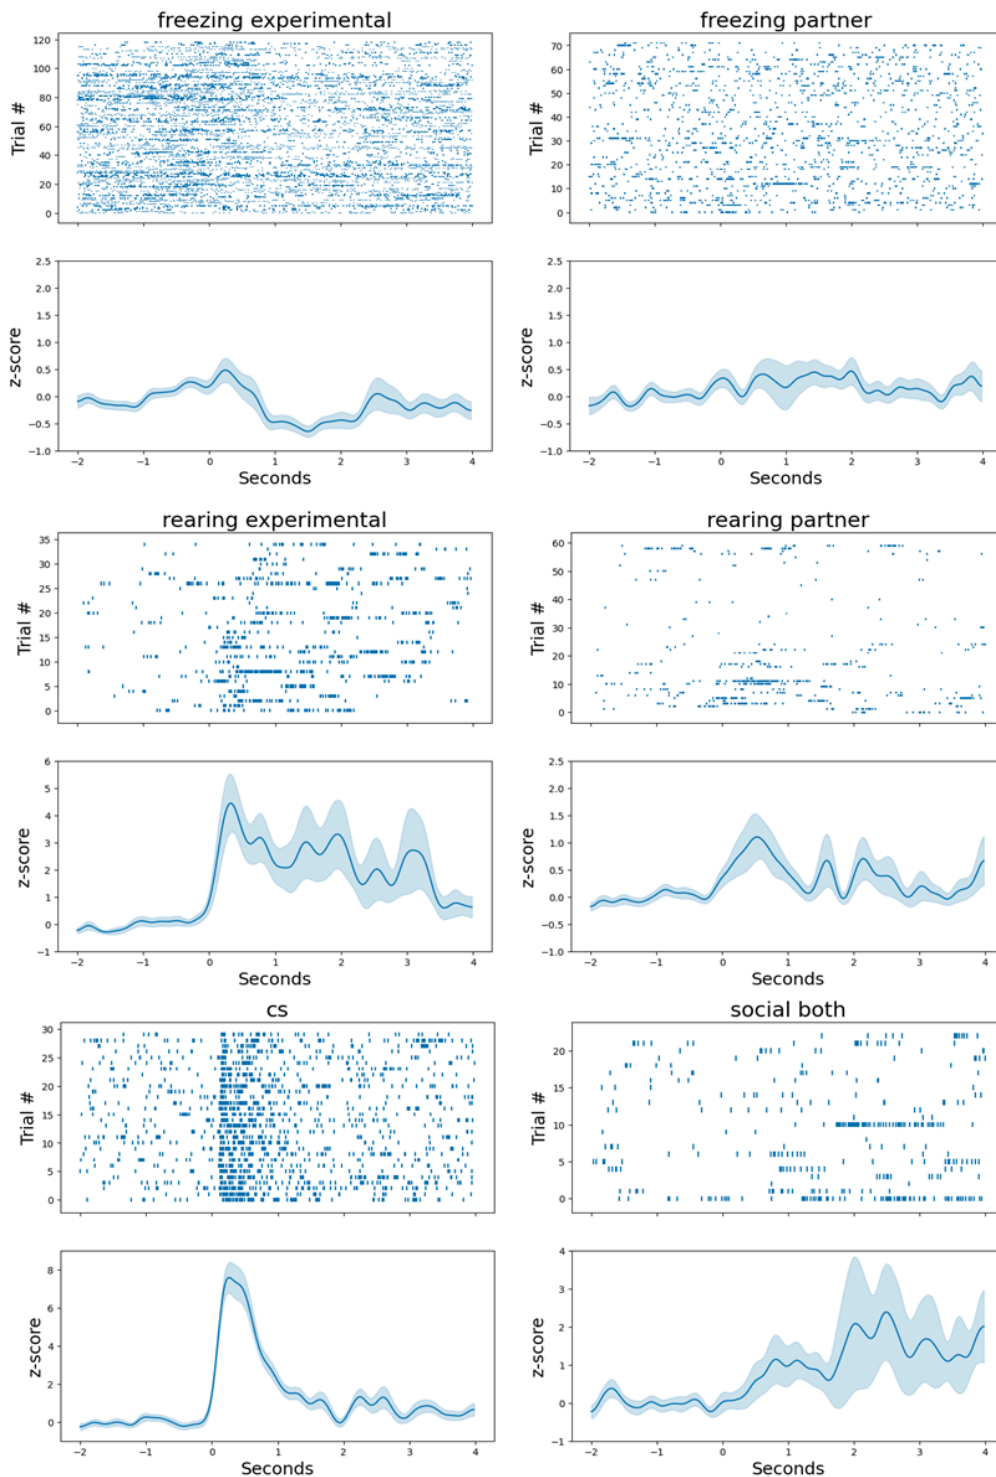 freezing experimental
freezing partner
Trial #
120
100
80
60
40
20
0
Trial #
70
60
50
40
30
20
10
0
z-score
2.5
2.0
1.5
1.0
0.5
0.0
−0.5
−1.0
−2 −1 0 1 2 3 4
Seconds
z-score
2.5
2.0
1.5
1.0
0.5
0.0
−0.5
−1.0
−2 −1 0 1 2 3 4
Seconds
rearing experimental
rearing partner
Trial #
35
30
25
20
15
10
5
0
Trial #
60
50
40
30
20
10
0
z-score
6
5
4
3
2
1
0
−1
−2 −1 0 1 2 3 4
Seconds
z-score
2.5
2.0
1.5
1.0
0.5
0.0
−0.5
−1.0
−2 −1 0 1 2 3 4
Seconds
cs
social both
Trial #
30
25
20
15
10
5
0
Trial #
20
15
10
5
0
z-score
8
6
4
2
0
−2 −1 0 1 2 3 4
Seconds
z-score
4
3
2
1
0
−1
−2 −1 0 1 2 3 4
Seconds